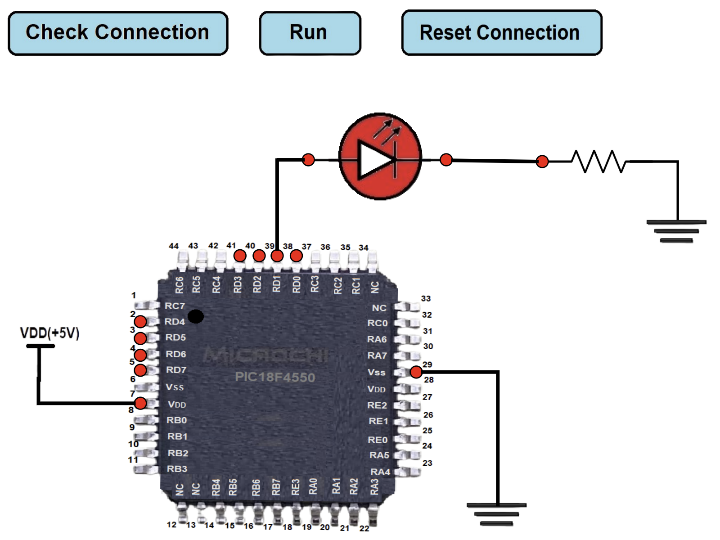 Check Connection
Run
Reset Connection
44 43 42 41 40 39 38 37 36 35 34
RC6 RC5 RC4 RD3 RD2 RD1 RD0 RC3 RC2 RC1 NC
1 RC7
2 RD4
3 RD5
4 RD6
5 RD7
6 Vss
7 VDD
8 RB0
9 RB1
10 RB2
11 RB3
VDD(+5V)
MICROCHI
PIC18F4550
NC 33
RC0 32
RA6 31
RA7 30
Vss 29
VDD 28
RE2 27
RE1 26
RE0 25
RA5 24
RA4 23
NC NC RB4 RB5 RB6 RB7 RE3 RA0 RA1 RA2 RA3
12 13 14 15 16 17 18 19 20 21 22